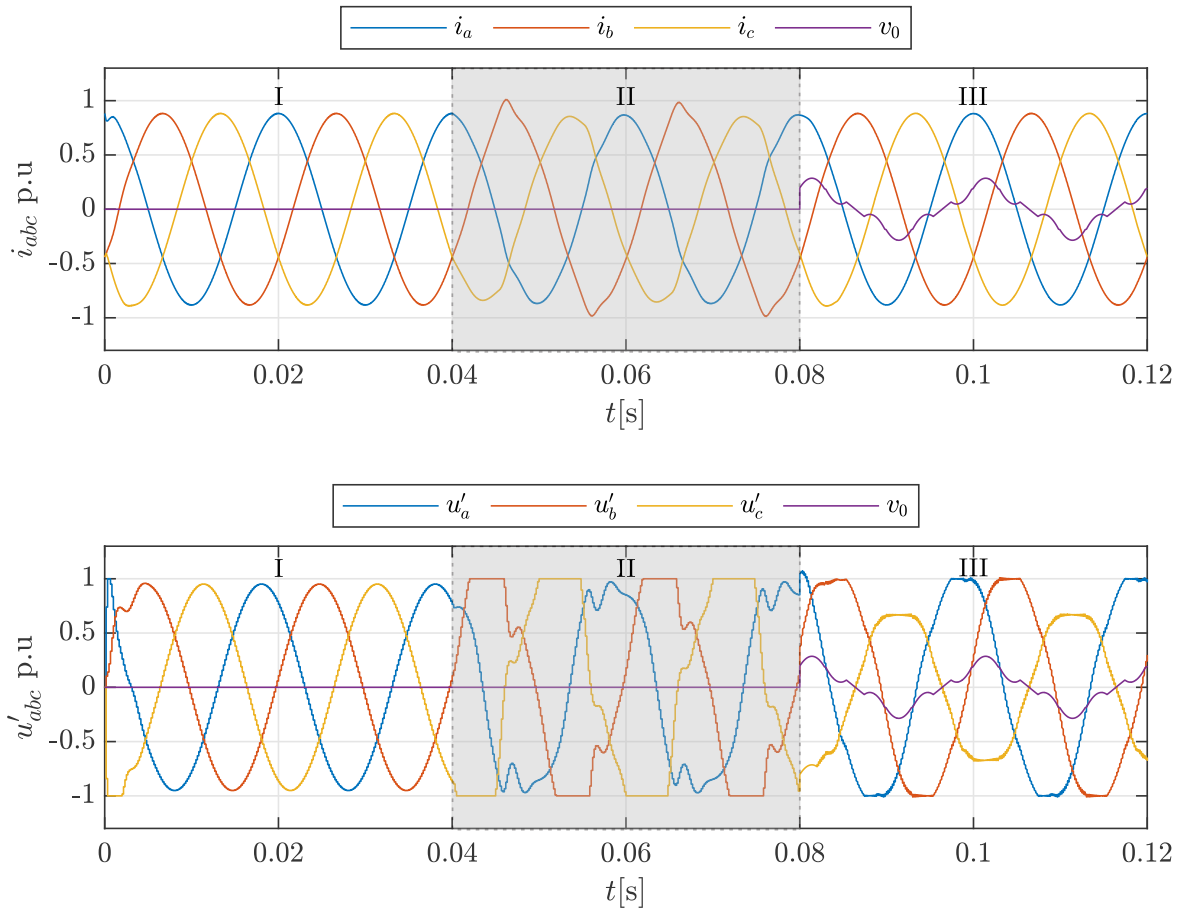 i_a i_b i_c v_0
I II III
1
0.5
0
-0.5
-1
i_abc p.u
0 0.02 0.04 0.06 0.08 0.1 0.12
t[s]
u'_a u'_b u'_c v_0
I II III
1
0.5
0
-0.5
-1
u'_abc p.u
0 0.02 0.04 0.06 0.08 0.1 0.12
t[s]